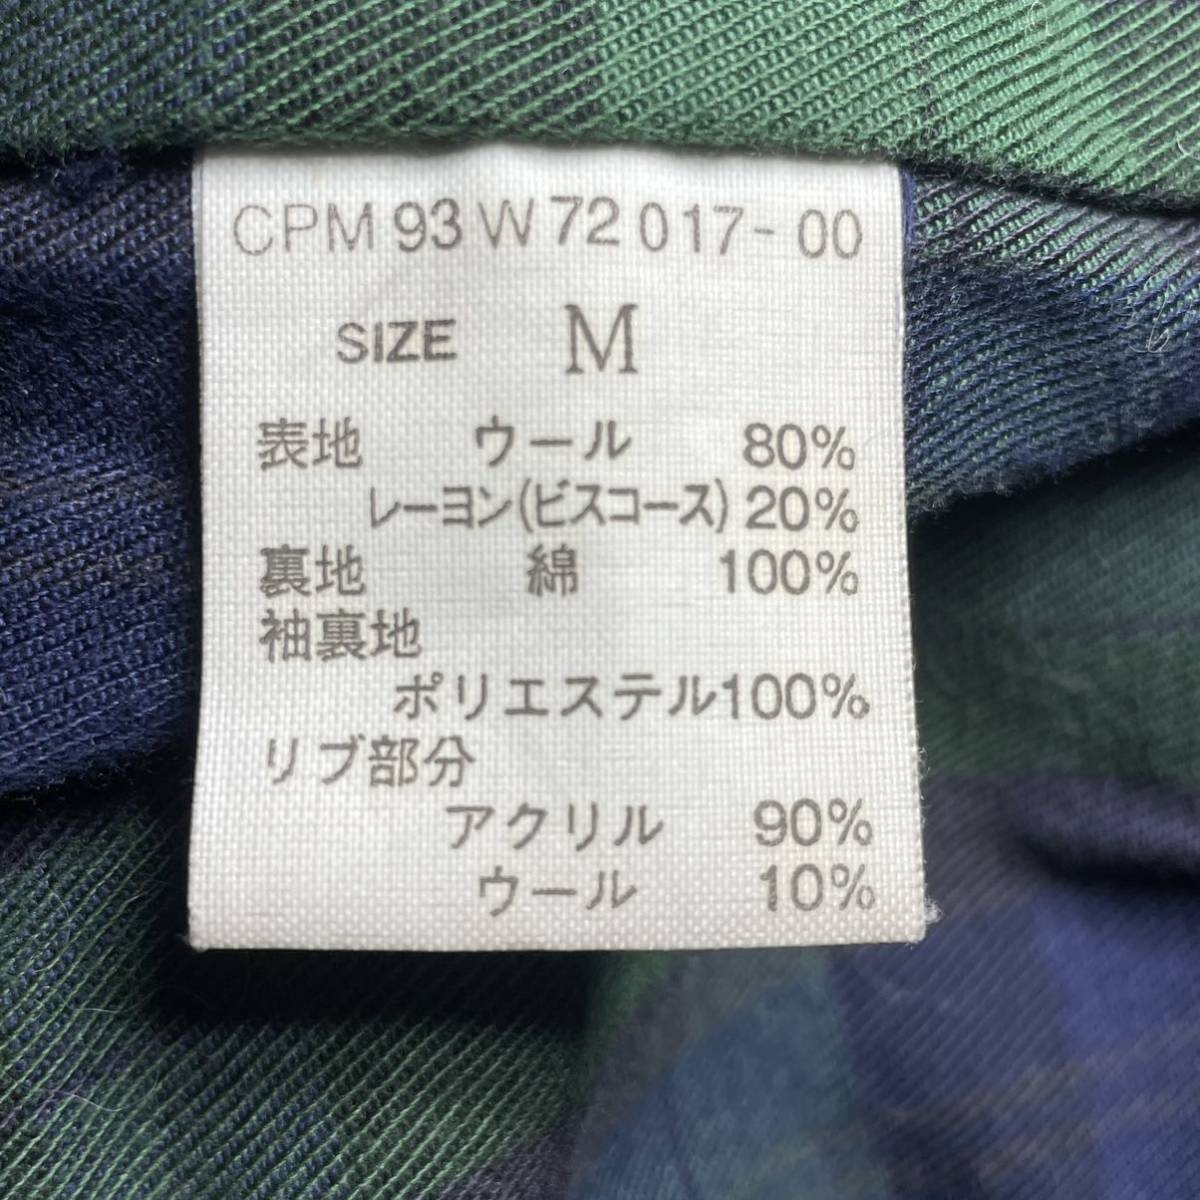 CPM 93 W 72 017-00
SIZE M
表地 ウール 80%
レーヨン(ビスコース) 20%
裏地 綿 100%
袖裏地
ポリエステル100%
リブ部分
アクリル 90%
ウール 10%